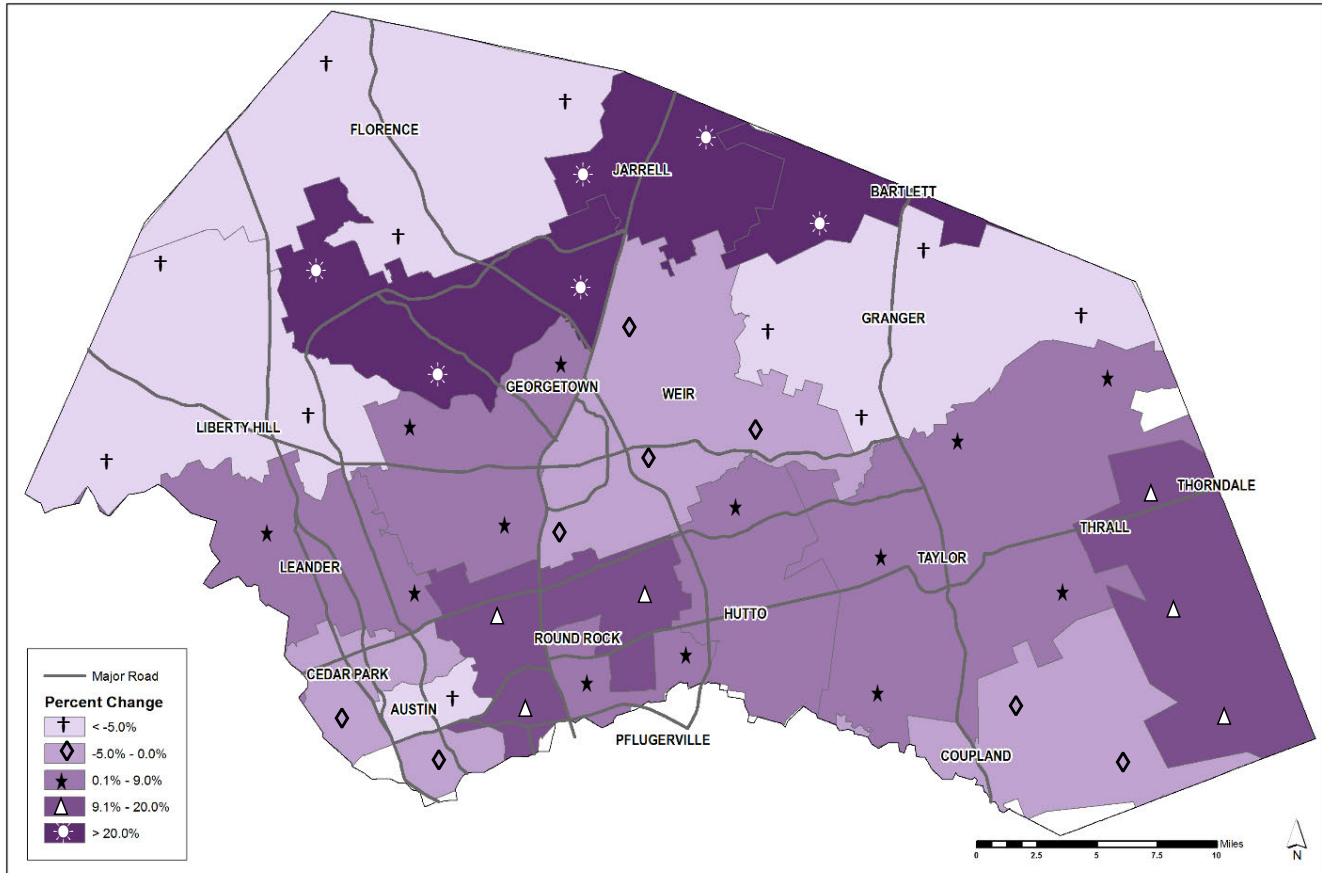 FLORENCE
JARRELL
BARTLETT
GRANGER
GEORGETOWN
WEIR
LIBERTY HILL
THORNDALE
THRALL
TAYLOR
LEANDER
HUTTO
ROUND ROCK
CEDAR PARK
AUSTIN
PFLUGERVILLE
COUPLAND
Major Road
Percent Change
< -5.0%
-5.0% - 0.0%
0.1% - 9.0%
9.1% - 20.0%
> 20.0%
Miles
0 2.5 5 7.5 10
N